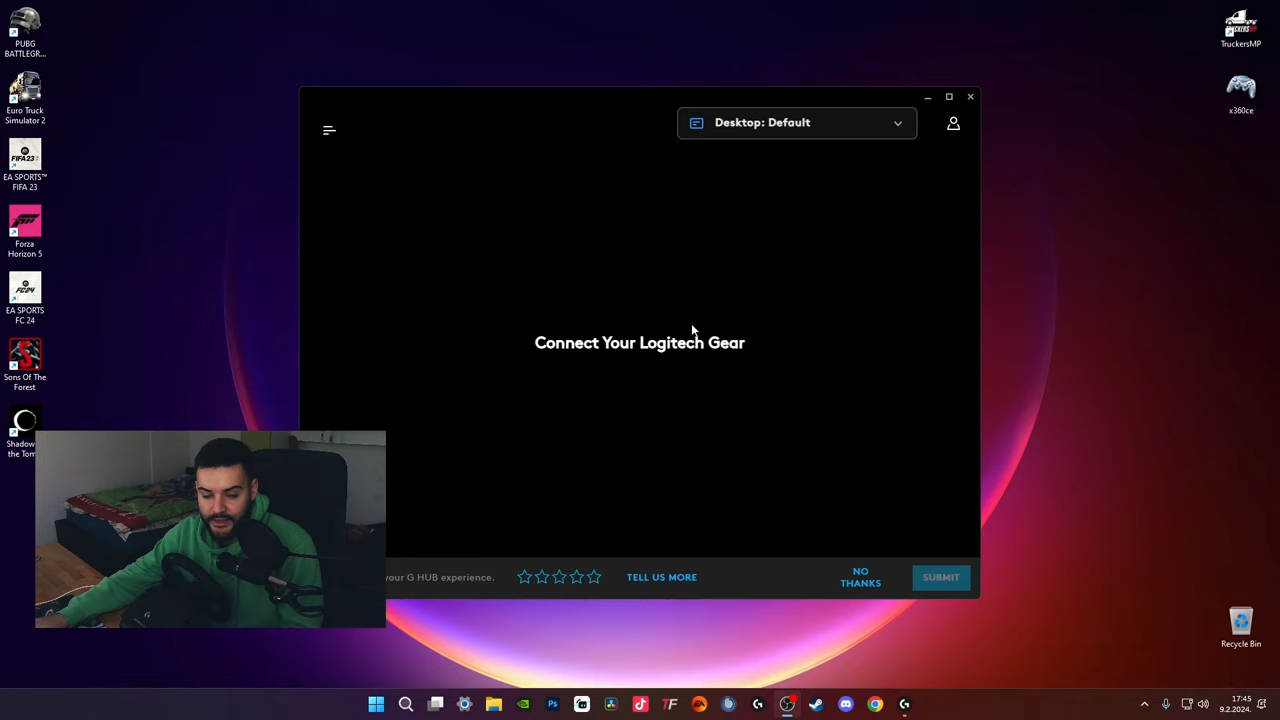 PUBG
BATTLEGR...
Euro Truck
Simulator 2
EA SPORTS™
FIFA 23
Forza
Horizon 5
EA SPORTS
FC 24
Sons Of The
Forest
Shadow
the Tom
TruckersMP
x360ce
Desktop: Default
Connect Your Logitech Gear
your G HUB experience.
TELL US MORE
NO
THANKS
SUBMIT
Recycle Bin
17:45
9.2.2024.